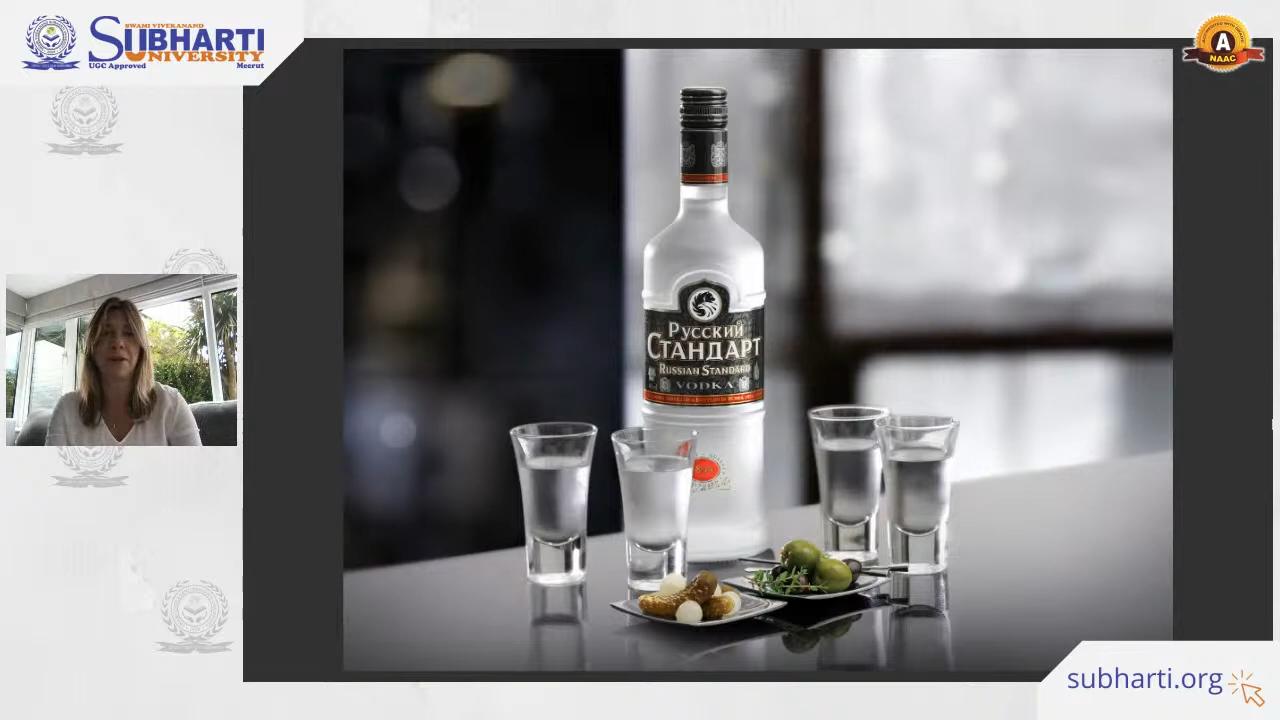 SWAMI VIVEKANAND
SUBHARTI
UNIVERSITY
UGC Approved Meerut
A
NAAC
Русский
Стандарт
Russian Standard
VODKA
subharti.org